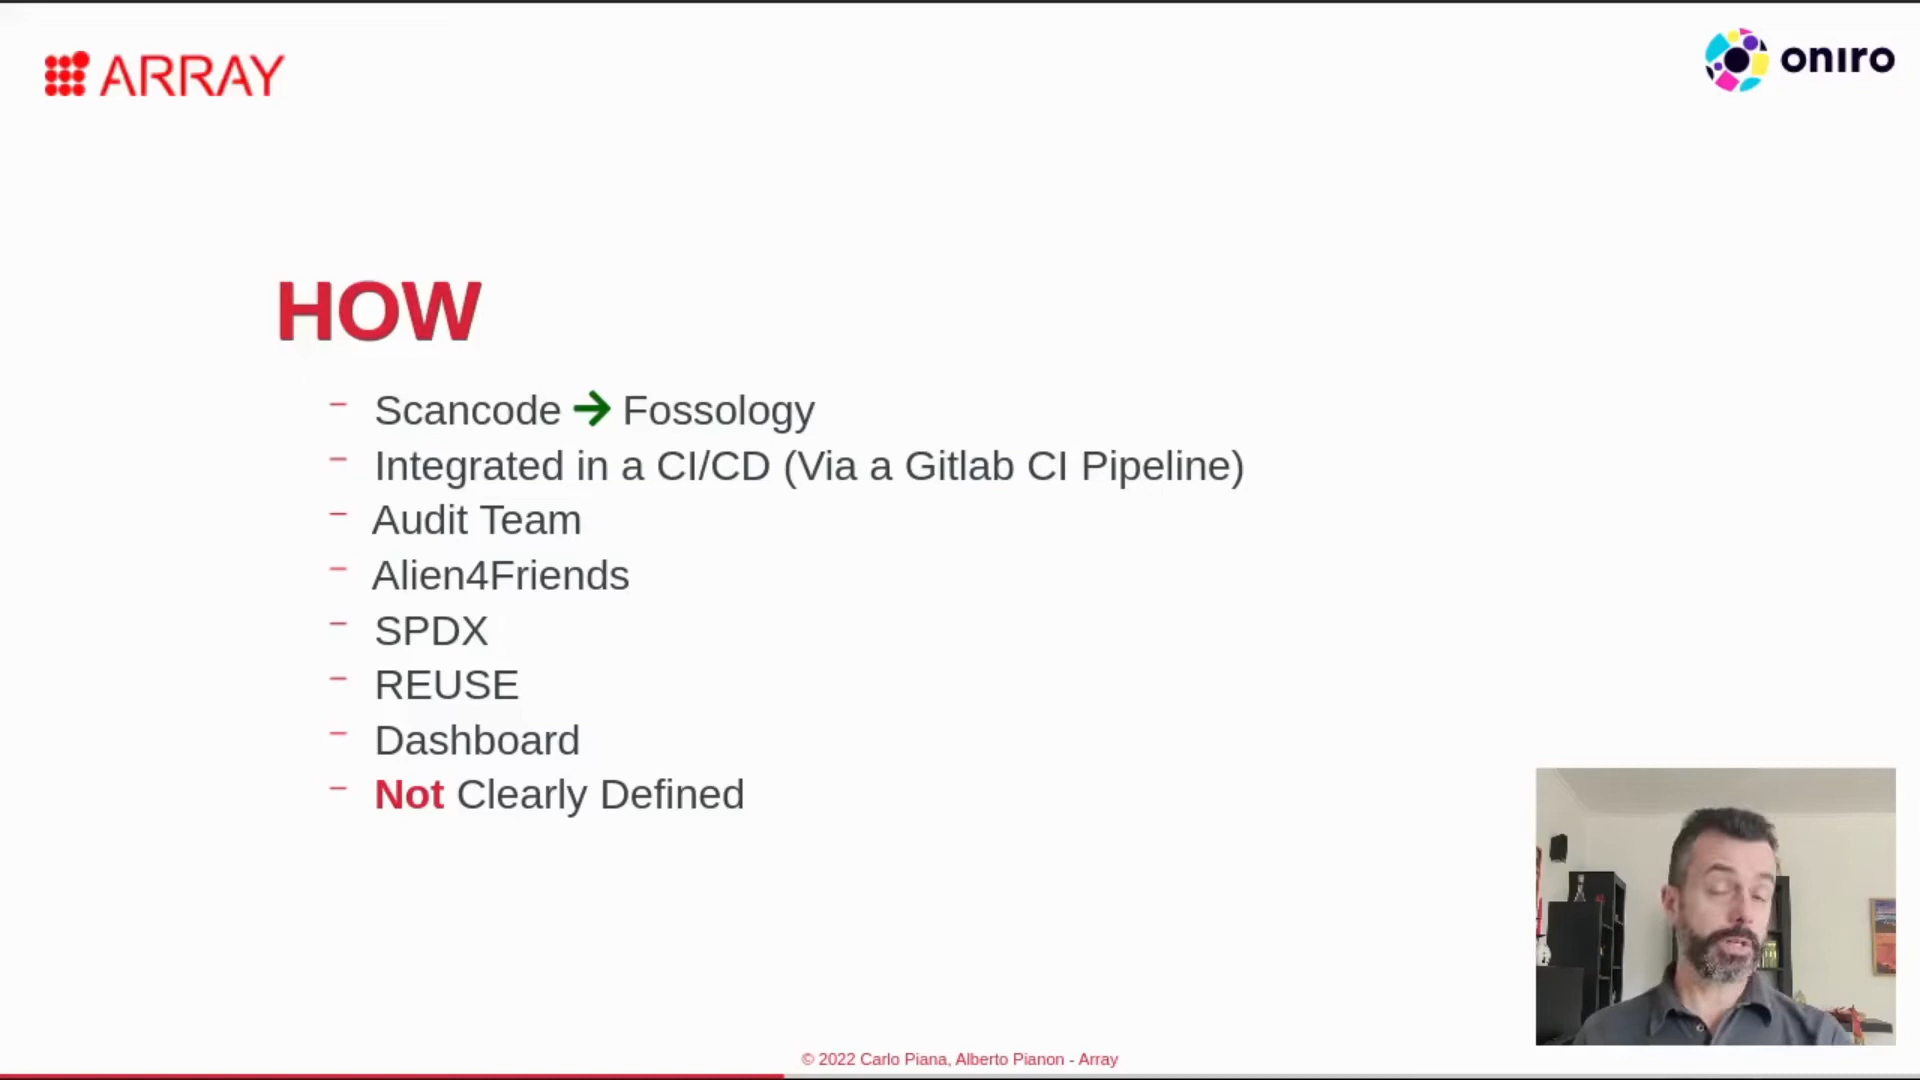 ARRAY
oniro
HOW
– Scancode → Fossology
– Integrated in a CI/CD (Via a Gitlab CI Pipeline)
– Audit Team
– Alien4Friends
– SPDX
– REUSE
– Dashboard
– Not Clearly Defined
© 2022 Carlo Piana, Alberto Pianon - Array